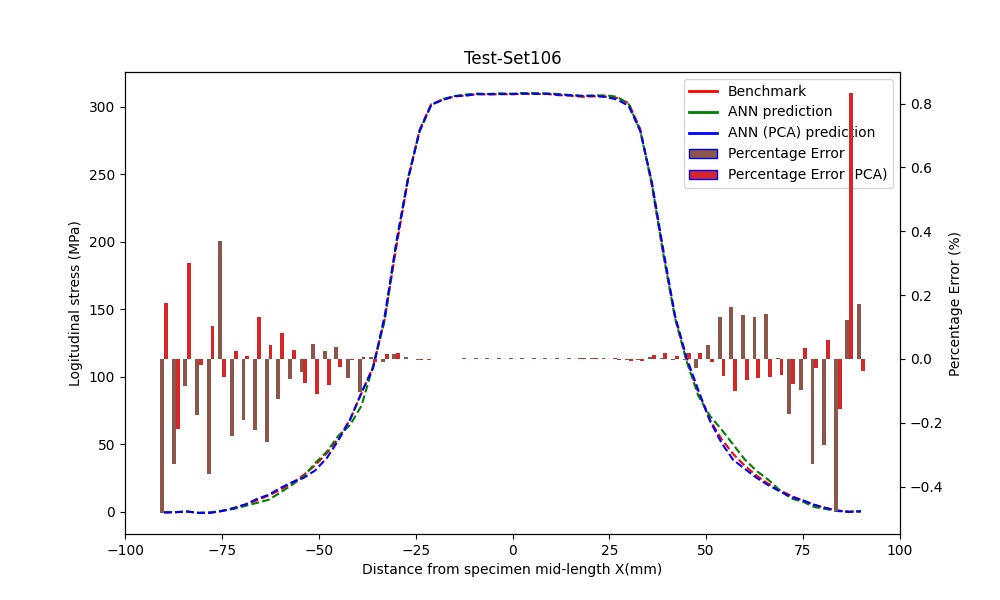 Test-Set106
Benchmark
ANN prediction
ANN (PCA) prediction
Percentage Error
Percentage Error (PCA)
300
250
200
150
100
50
0
0.8
0.6
0.4
0.2
0.0
−0.2
−0.4
Logitudinal stress (MPa)
Percentage Error (%)
−100 −75 −50 −25 0 25 50 75 100
Distance from specimen mid-length X(mm)